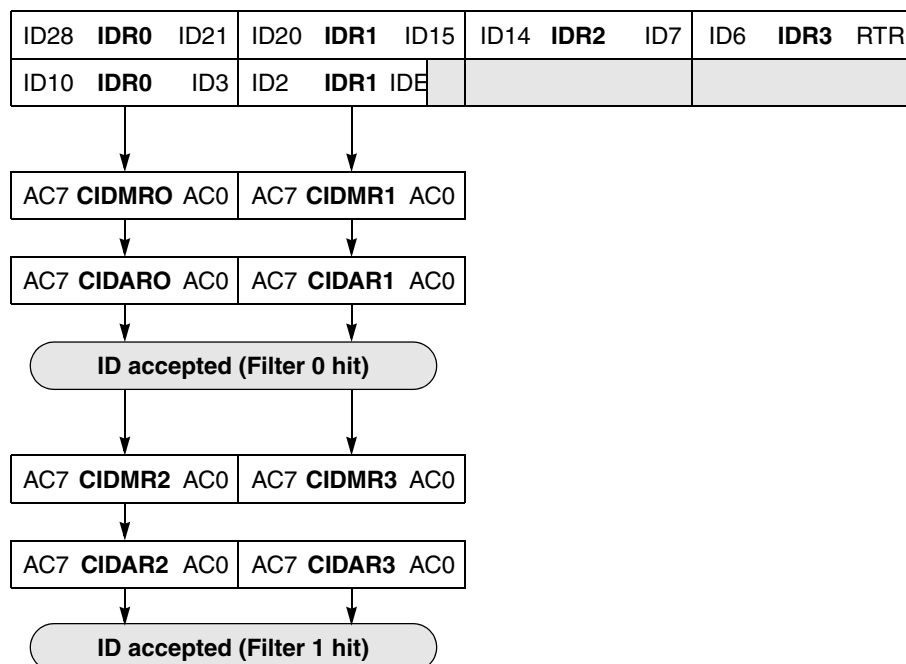 ID28 IDR0 ID21 ID20 IDR1 ID15 ID14 IDR2 ID7 ID6 IDR3 RTR
ID10 IDR0 ID3 ID2 IDR1 IDE
AC7 CIDMRO AC0 AC7 CIDMR1 AC0
AC7 CIDARO AC0 AC7 CIDAR1 AC0
ID accepted (Filter 0 hit)
AC7 CIDMR2 AC0 AC7 CIDMR3 AC0
AC7 CIDAR2 AC0 AC7 CIDAR3 AC0
ID accepted (Filter 1 hit)